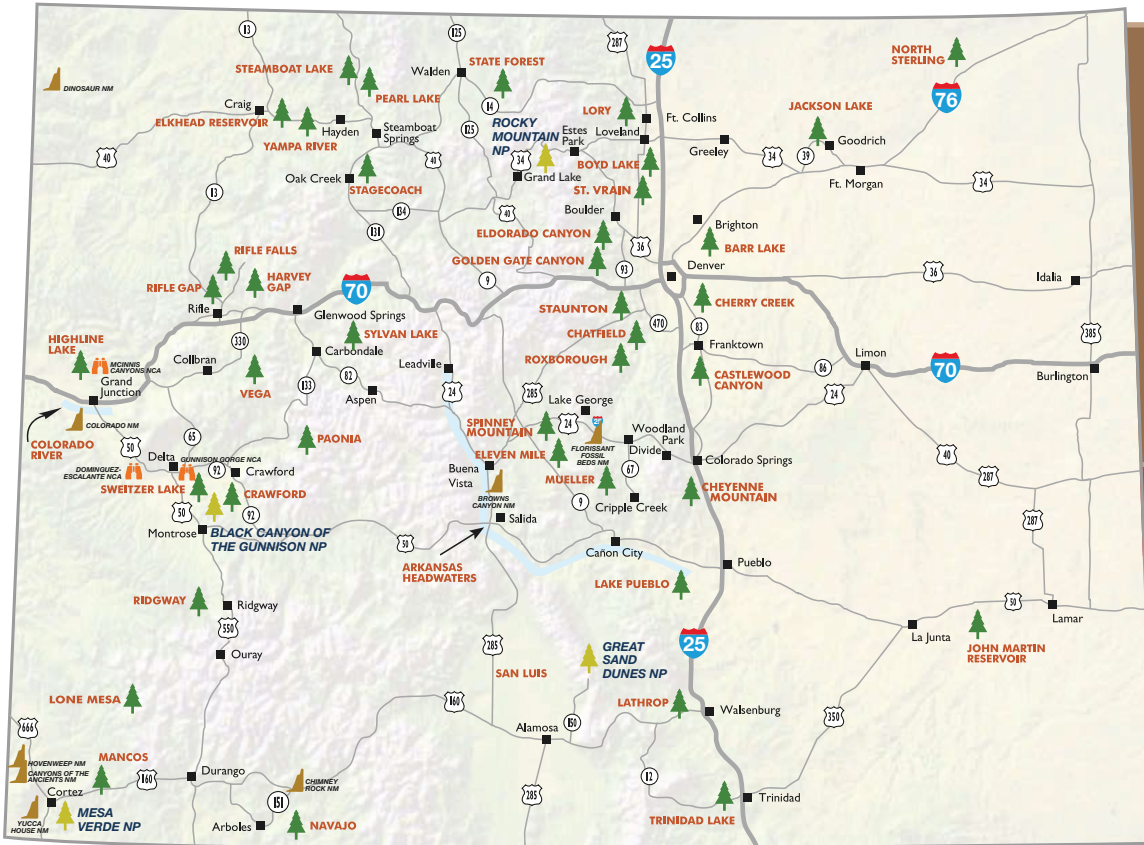 13
125
287
25
NORTH
STERLING
STEAMBOAT LAKE
Walden
STATE FOREST
DINOSAUR NM
PEARL LAKE
76
14
JACKSON LAKE
Craig
ELKHEAD RESERVOIR
LORY
Ft. Collins
Hayden
YAMPA RIVER
Steamboat
Springs
125
ROCKY
MOUNTAIN
NP
Estes
Park
Loveland
Greeley
Goodrich
39
34
40
40
34
BOYD LAKE
Ft. Morgan
Grand Lake
34
Oak Creek
STAGECOACH
ST. VRAIN
13
134
40
Boulder
Brighton
131
ELDORADO CANYON
36
BARR LAKE
RIFLE FALLS
GOLDEN GATE CANYON
93
Denver
36
Idalia
HARVEY
GAP
RIFLE GAP
70
9
CHERRY CREEK
STAUNTON
Rifle
Glenwood Springs
470
83
385
HIGHLINE
LAKE
330
SYLVAN LAKE
CHATFIELD
Franktown
MCINNIS
CANYONS NCA
Collbran
Carbondale
Leadville
ROXBOROUGH
86
Limon
70
Grand
Junction
VEGA
82
133
Aspen
24
CASTLEWOOD
CANYON
24
Burlington
285
Lake George
COLORADO NM
COLORADO
RIVER
65
PAONIA
SPINNEY
MOUNTAIN
24
25
Woodland
Park
50
FLORISSANT
FOSSIL
BEDS NM
Divide
ELEVEN MILE
Delta
GUNNISON GORGE NCA
40
Colorado Springs
DOMINGUEZ-
ESCALANTE NCA
92
Crawford
Buena
Vista
67
287
SWEITZER LAKE
CRAWFORD
MUELLER
CHEYENNE
MOUNTAIN
BROWNS
CANYON NM
Cripple Creek
50
92
9
Salida
287
Montrose
BLACK CANYON OF
THE GUNNISON NP
50
Cañon City
ARKANSAS
HEADWATERS
Pueblo
LAKE PUEBLO
RIDGWAY
Ridgway
50
Lamar
550
La Junta
285
25
JOHN MARTIN
RESERVOIR
Ouray
GREAT
SAND
DUNES NP
SAN LUIS
LONE MESA
160
LATHROP
Walsenburg
350
666
150
Alamosa
HOVENWEEP NM
MANCOS
CANYONS OF THE
ANCIENTS NM
160
Durango
12
CHIMNEY
ROCK NM
Cortez
151
285
Trinidad
YUCCA
HOUSE NM
MESA
VERDE NP
Arboles
NAVAJO
TRINIDAD LAKE